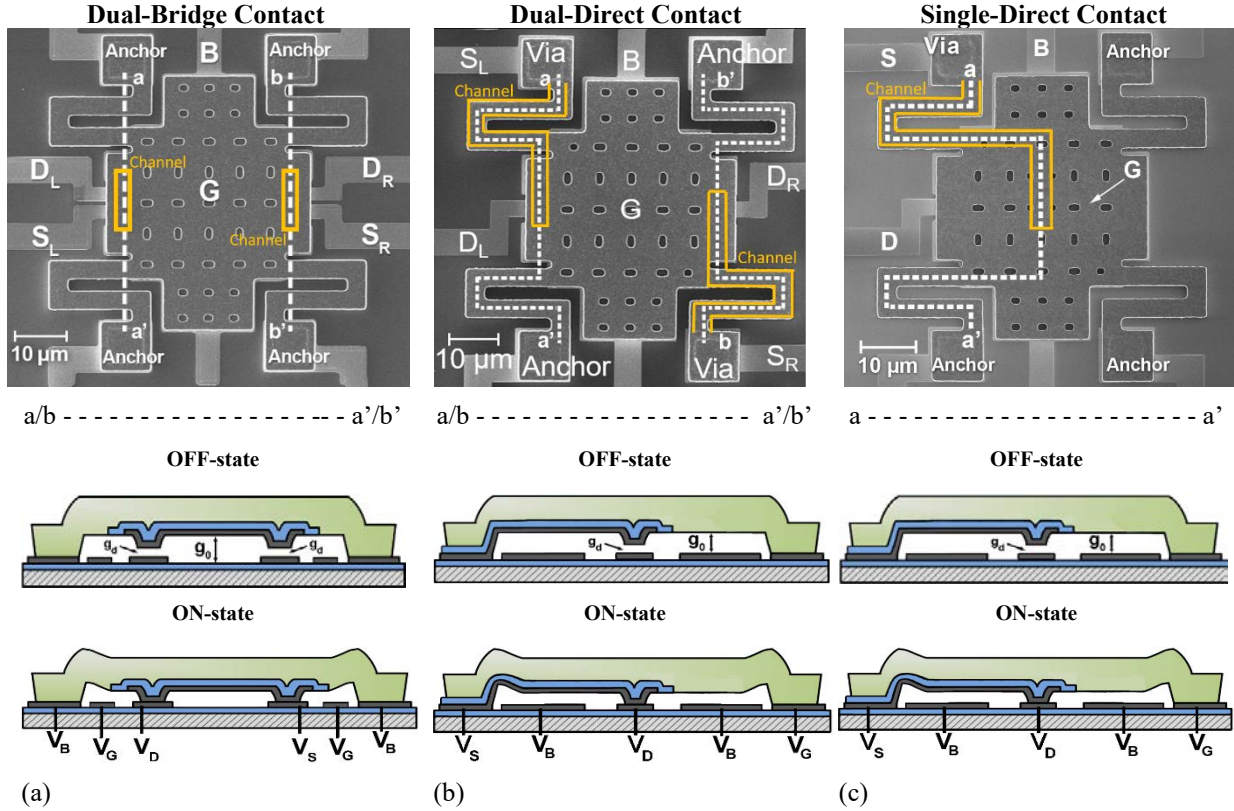 Dual-Bridge Contact
Anchor
B
Anchor
a
b
Channel
D_L
G
D_R
S_L
Channel
S_R
10 µm
a'
b'
Anchor
Anchor
Dual-Direct Contact
S_L
Via
B
Anchor
a
b'
Channel
D_R
G
D_L
Channel
10 µm
a'
b
S_R
Anchor
Via
Single-Direct Contact
S
Via
B
Anchor
a
Channel
G
D
10 µm
a'
Anchor
Anchor
a/b - - - - - - - - - - - - - - - - - -- - - a'/b'
OFF-state
g_d
g_0
g_d
ON-state
V_B
V_G
V_D
V_S
V_G
V_B
(a)
a/b - - - - - - - - - - - - - - - - - - - a'/b'
OFF-state
g_d
g_0
ON-state
V_S
V_B
V_D
V_B
V_G
(b)
a - - - - - -- - - - - - - - - - - - - - - a'
OFF-state
g_d
g_0
ON-state
V_S
V_B
V_D
V_B
V_G
(c)